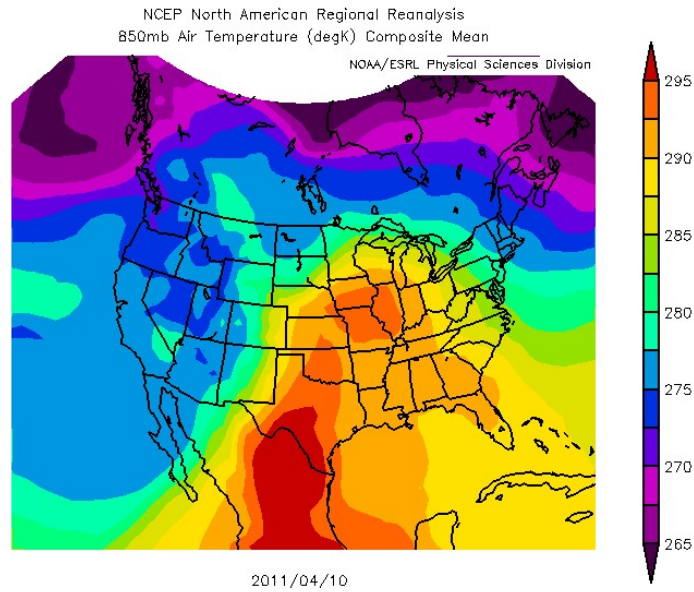 NCEP North American Regional Reanalysis
850mb Air Temperature (degK) Composite Mean
NOAA/ESRL Physical Sciences Division
295
290
285
280
275
270
265
2011/04/10